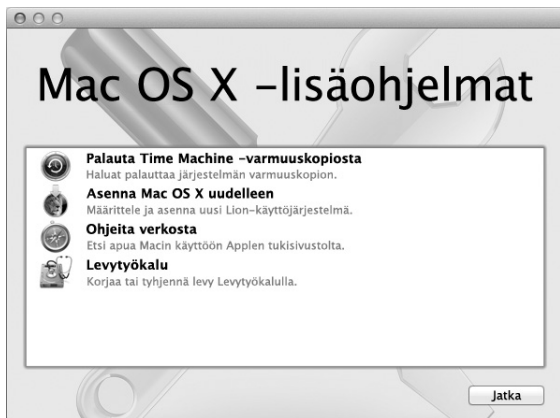 Mac OS X –lisäohjelmat
Palauta Time Machine –varmuuskopiosta
Haluat palauttaa järjestelmän varmuuskopion.
Asenna Mac OS X uudelleen
Määrittele ja asenna uusi Lion-käyttöjärjestelmä.
Ohjeita verkosta
Etsi apua Macin käyttöön Applen tukisivustolta.
Levytyökalu
Korjaa tai tyhjennä levy Levytyökalulla.
Jatka